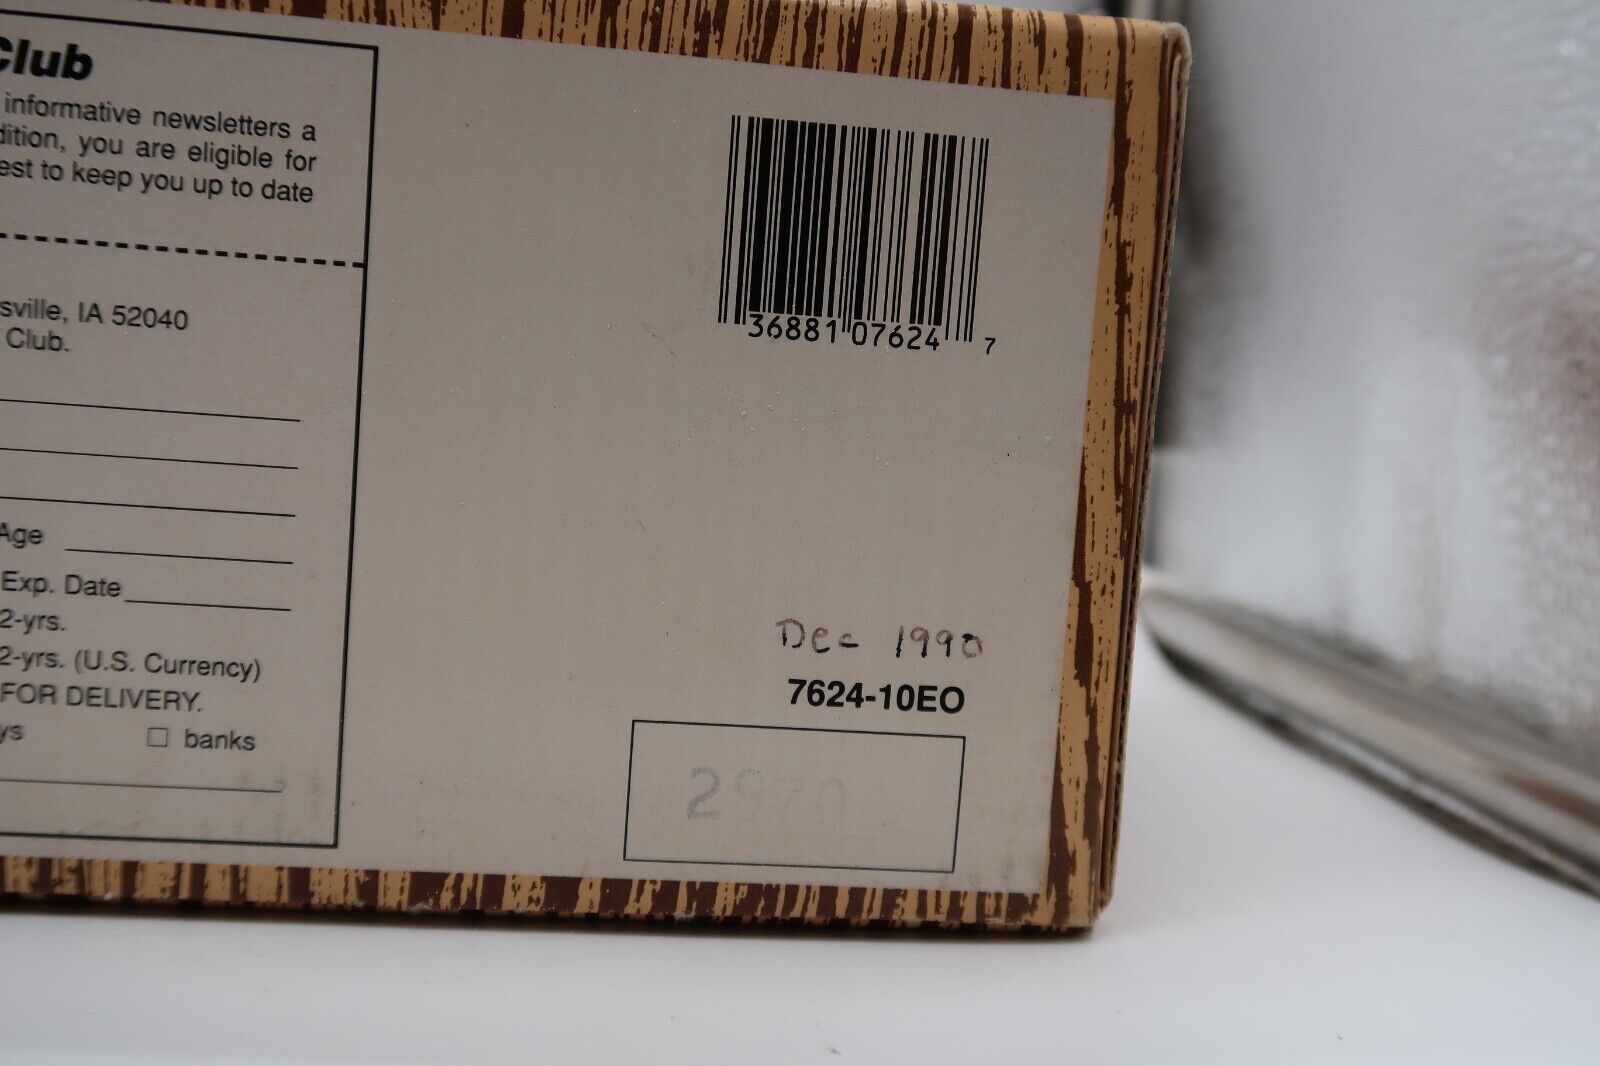 Club
informative newsletters a
dition, you are eligible for
est to keep you up to date
sville, IA 52040
Club.
Age
Exp. Date
2-yrs.
2-yrs. (U.S. Currency)
FOR DELIVERY.
ys banks
36881 07624 7
Dec 1990
7624-10EO
2970